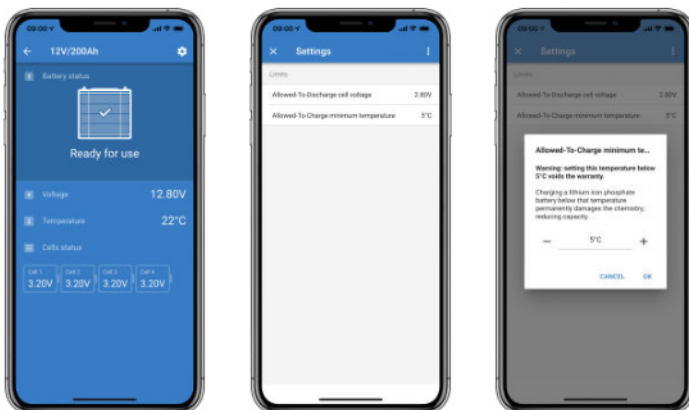 09:00
12V/200Ah
Battery status
Ready for use
Voltage 12.80V
Temperature 22°C
Cells status
Cell 1 Cell 2 Cell 3 Cell 4
3.20V 3.20V 3.20V 3.20V
09:00
Settings
Limits
Allowed-To-Discharge cell voltage 2.80V
Allowed-To-Charge minimum temperature 5°C
09:00
Settings
Limits
Allowed-To-Discharge cell voltage 2.80V
Allowed-To-Charge minimum temperature 5°C
Allowed-To-Charge minimum te...
Warning: setting this temperature below
5°C voids the warranty.
Charging a lithium iron phosphate
battery below that temperature
permanently damages the chemistry,
reducing capacity.
— 5°C +
CANCEL OK